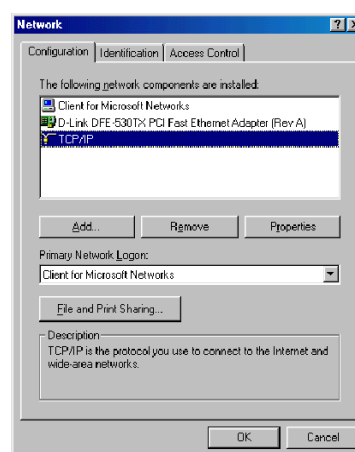 Network
Configuration Identification Access Control
The following network components are installed:
Client for Microsoft Networks
D-Link DFE-530TX PCI Fast Ethernet Adapter (Rev A)
TCP/IP
Add... Remove Properties
Primary Network Logon:
Client for Microsoft Networks
File and Print Sharing...
Description
TCP/IP is the protocol you use to connect to the Internet and
wide-area networks.
OK Cancel